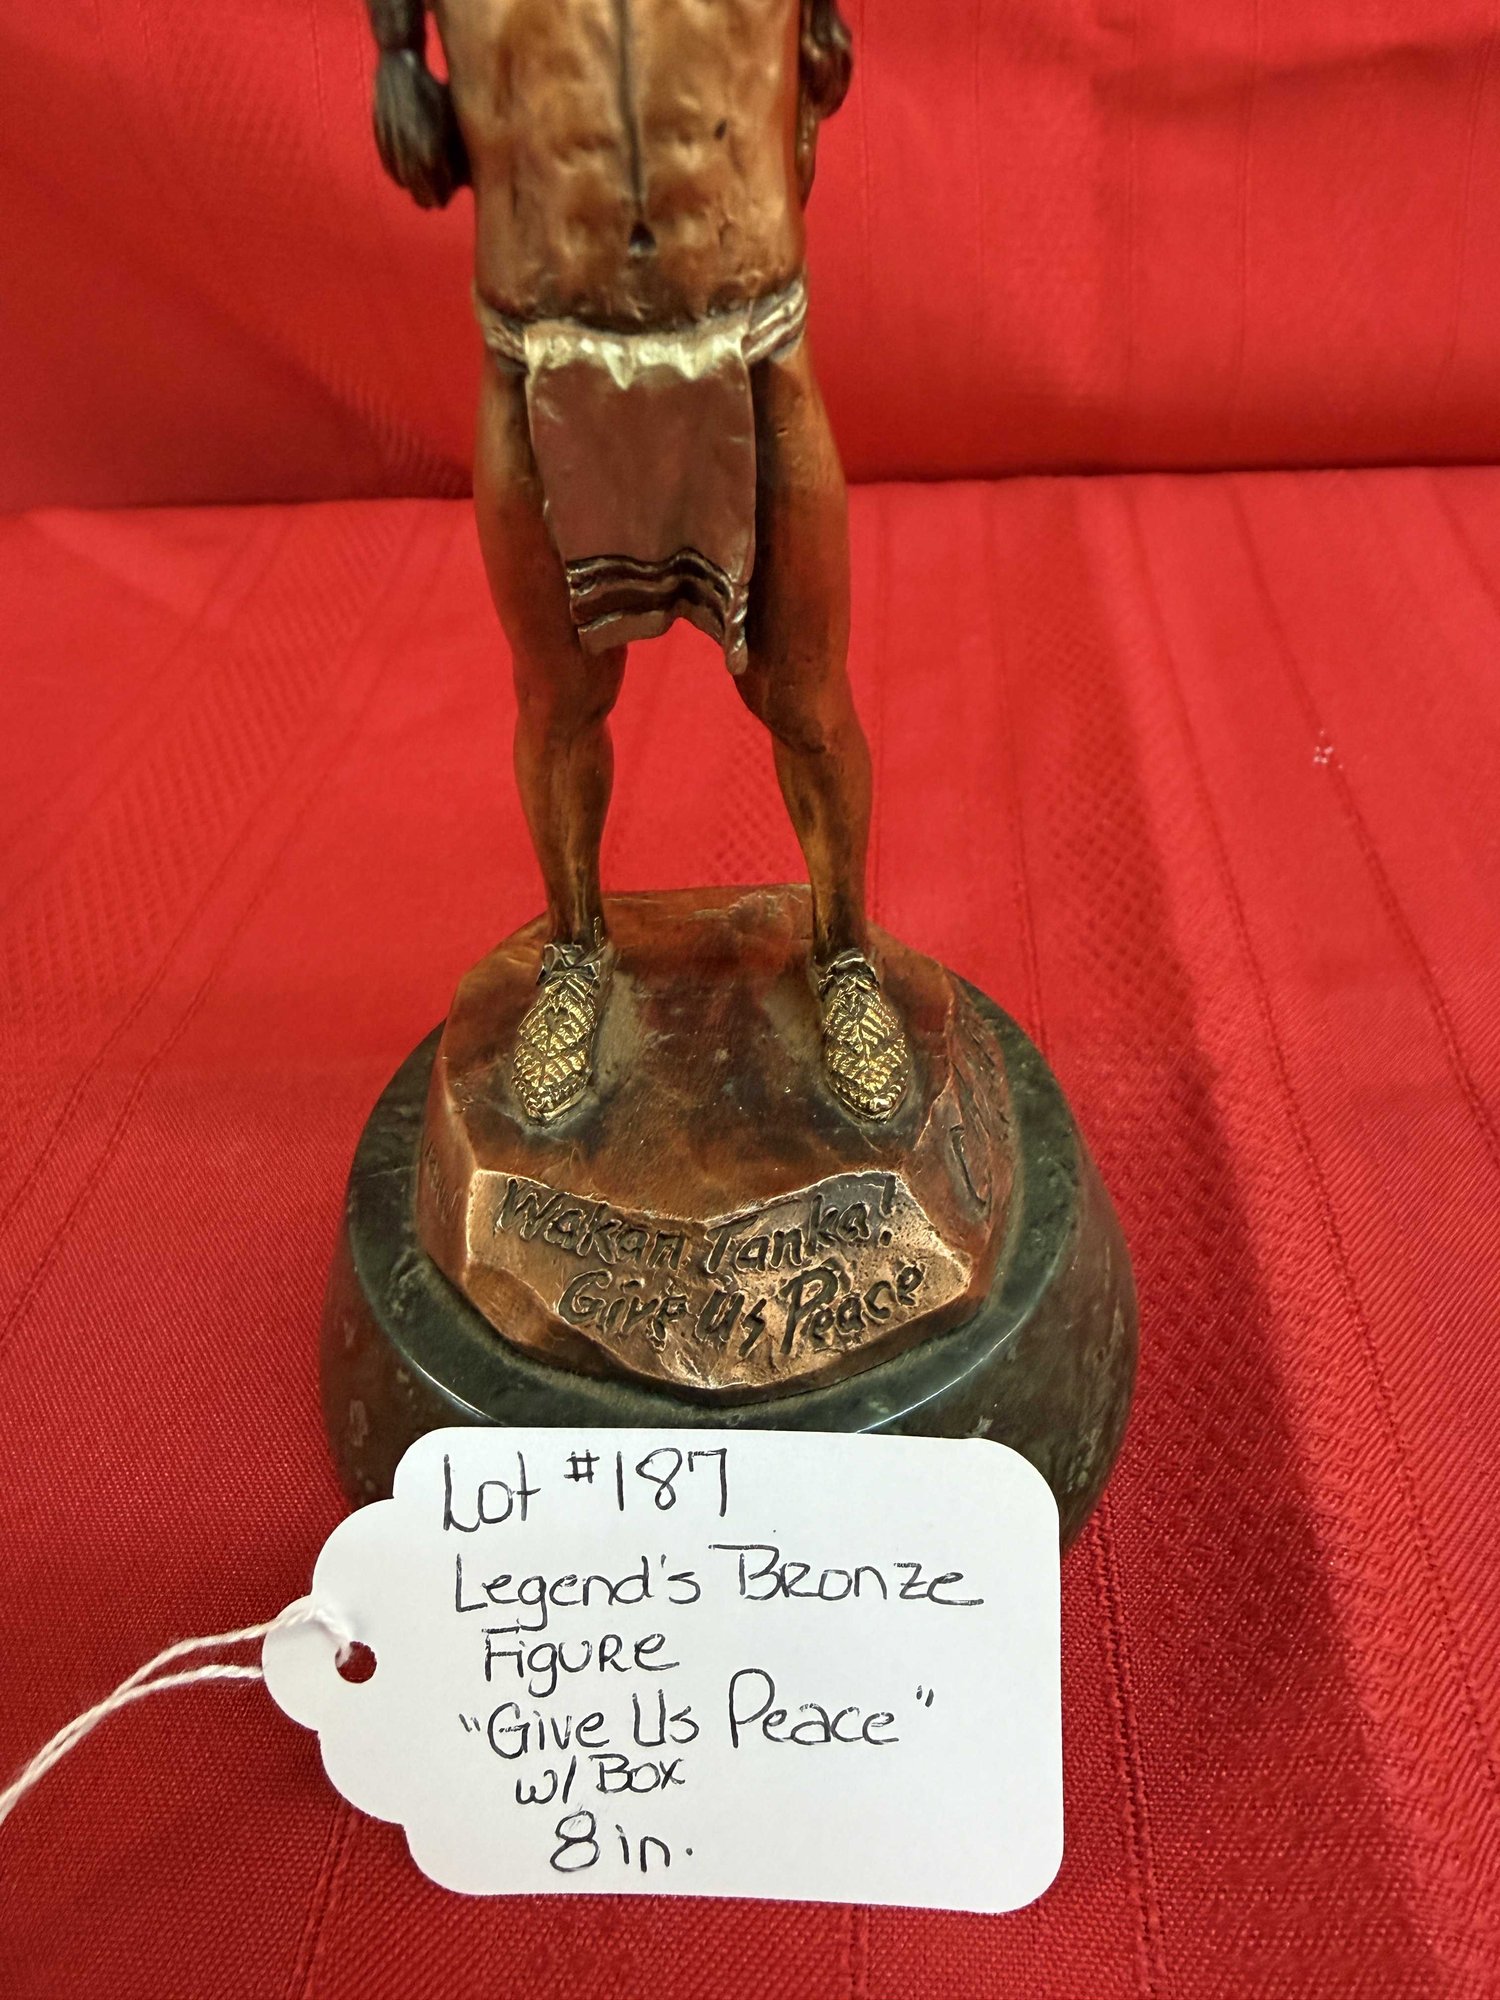 Wakan Tanka!
Give Us Peace
Lot #187
Legend's Bronze
Figure
"Give Us Peace"
w/ Box
8 in.